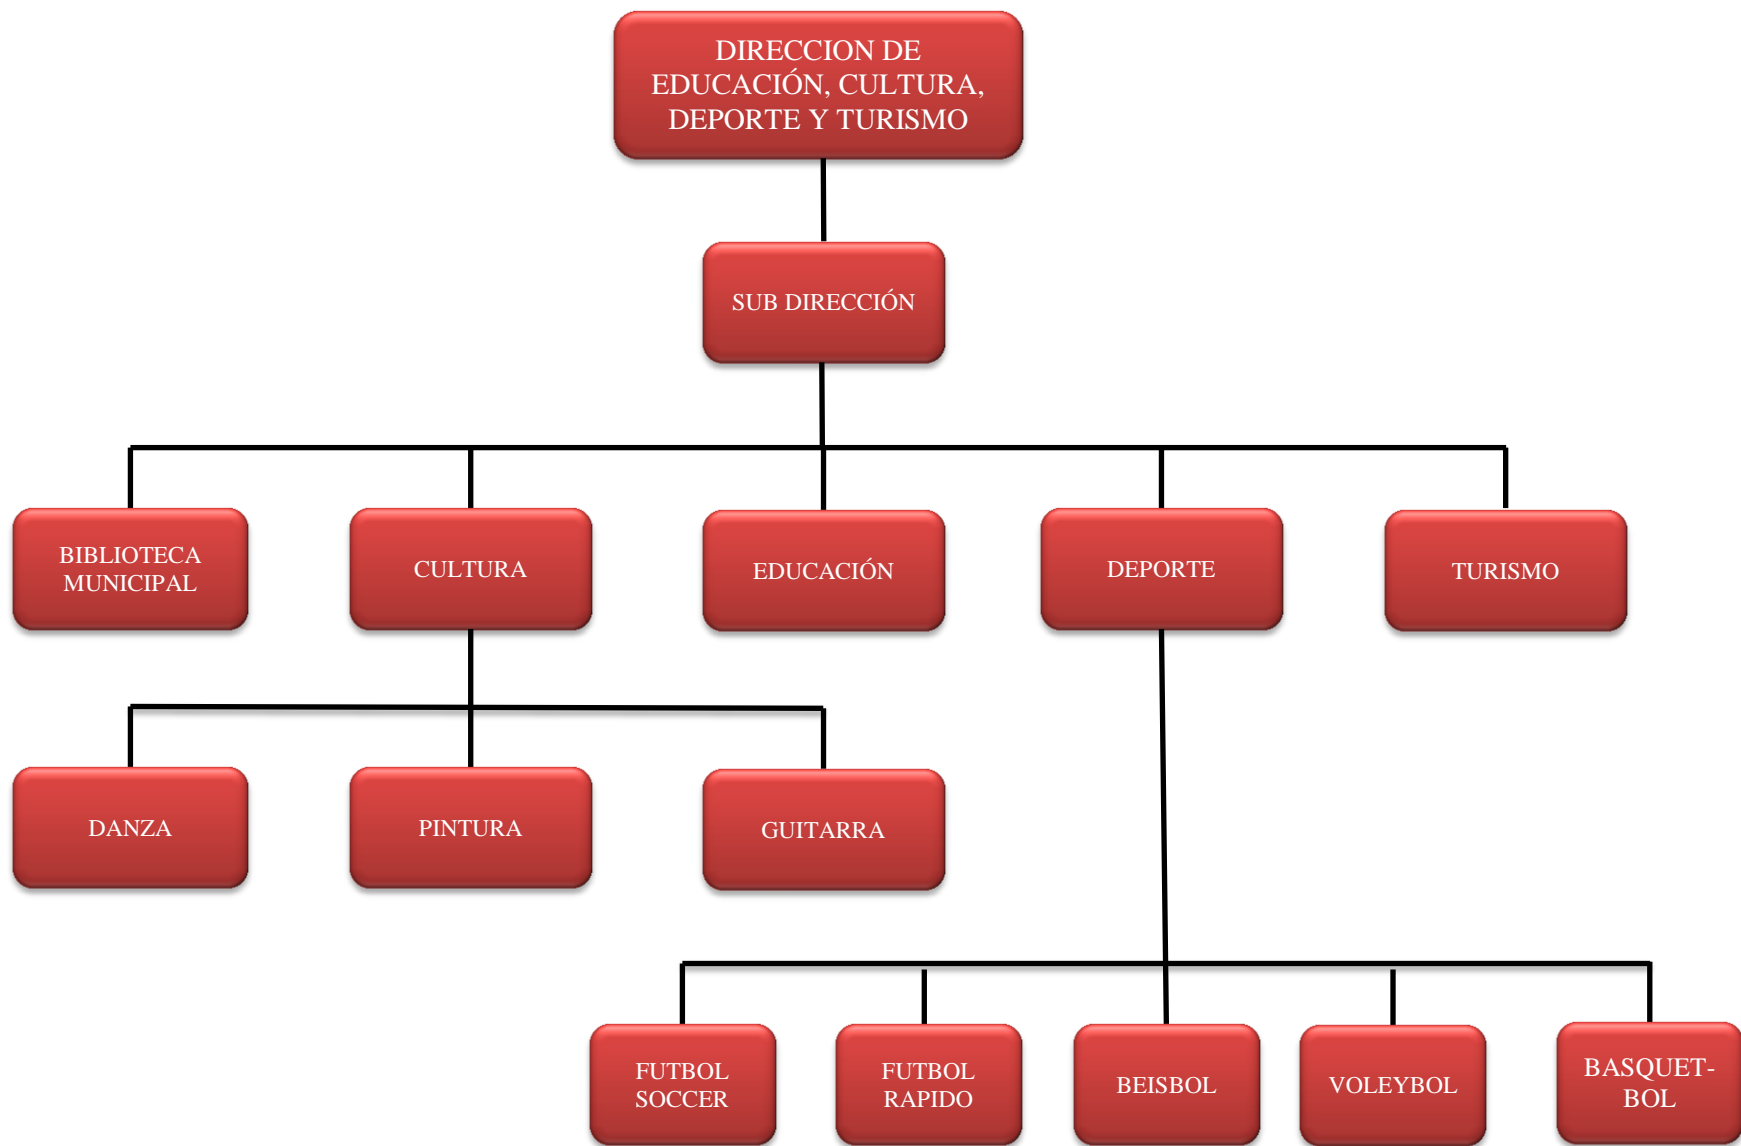 DIRECCION DE
EDUCACIÓN, CULTURA,
DEPORTE Y TURISMO
SUB DIRECCIÓN
BIBLIOTECA
MUNICIPAL
CULTURA
EDUCACIÓN
DEPORTE
TURISMO
DANZA
PINTURA
GUITARRA
FUTBOL
SOCCER
FUTBOL
RAPIDO
BEISBOL
VOLEYBOL
BASQUET-
BOL